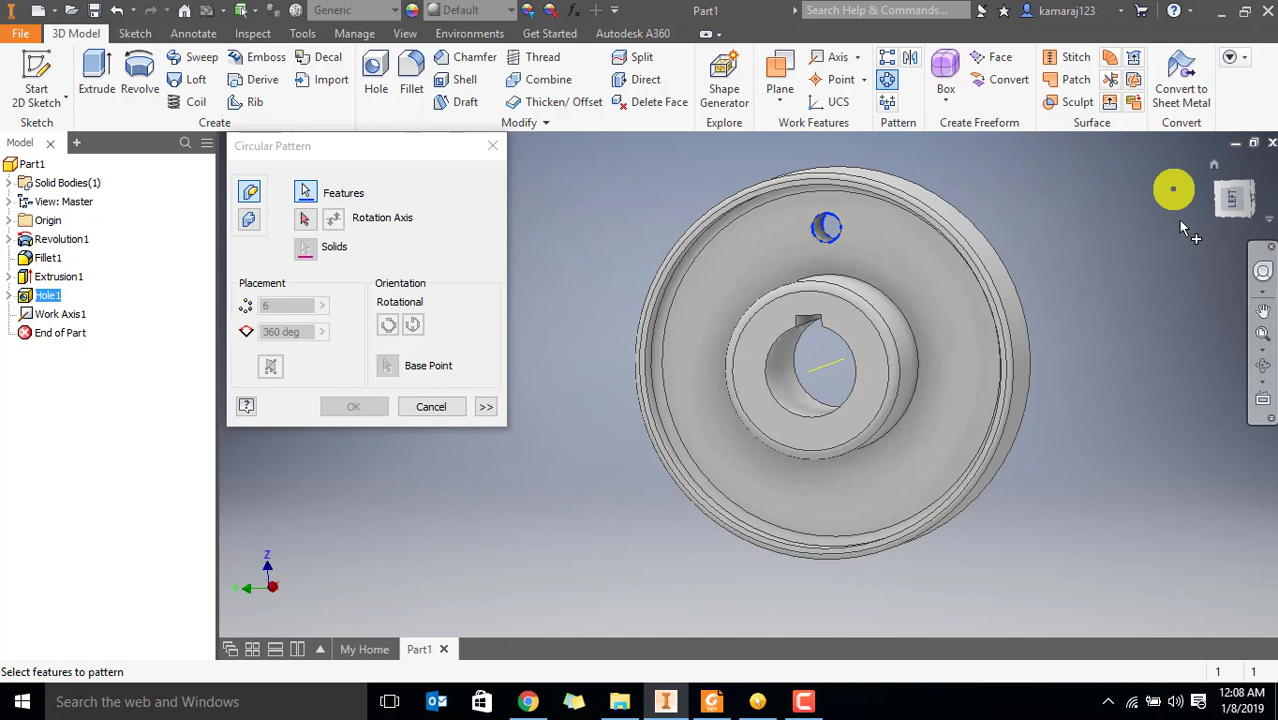 Generic
Default
Part1
Search Help & Commands...
kamaraj123
File
3D Model
Sketch
Annotate
Inspect
Tools
Manage
View
Environments
Get Started
Autodesk A360
Start
2D Sketch
Sketch
Extrude
Revolve
Sweep
Loft
Coil
Emboss
Derive
Rib
Decal
Import
Create
Hole
Fillet
Chamfer
Shell
Draft
Thread
Combine
Thicken/ Offset
Split
Direct
Delete Face
Modify
Shape
Generator
Explore
Plane
Axis
Point
UCS
Work Features
Pattern
Box
Face
Convert
Create Freeform
Stitch
Patch
Sculpt
Surface
Convert to
Sheet Metal
Convert
Model
Part1
Solid Bodies(1)
View: Master
Origin
Revolution1
Fillet1
Extrusion1
Hole1
Work Axis1
End of Part
Circular Pattern
Features
Rotation Axis
Solids
Placement
6
360 deg
Orientation
Rotational
Base Point
OK
Cancel
>>
LEFT
Z
Y
My Home
Part1
Select features to pattern
1
1
Search the web and Windows
12:08 AM
1/8/2019